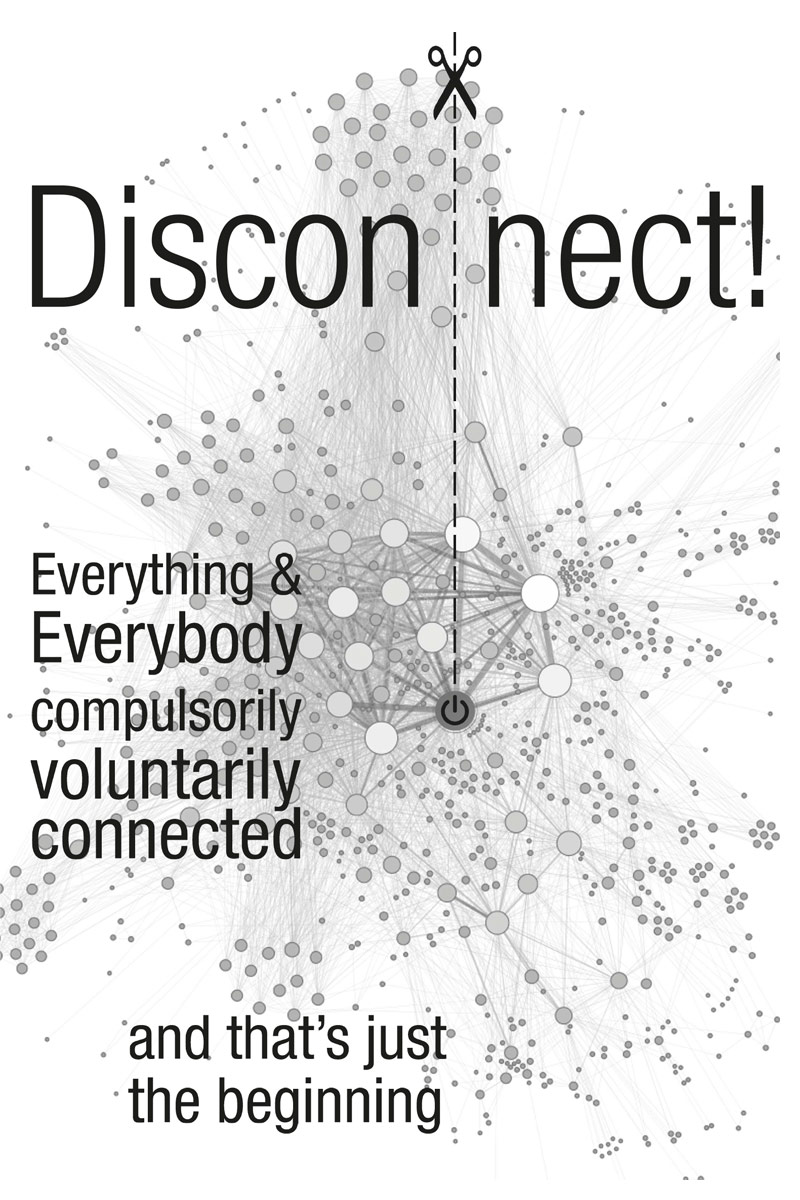 Discon nect!
Everything &
Everybody
compulsorily
voluntarily
connected
and that’s just
the beginning